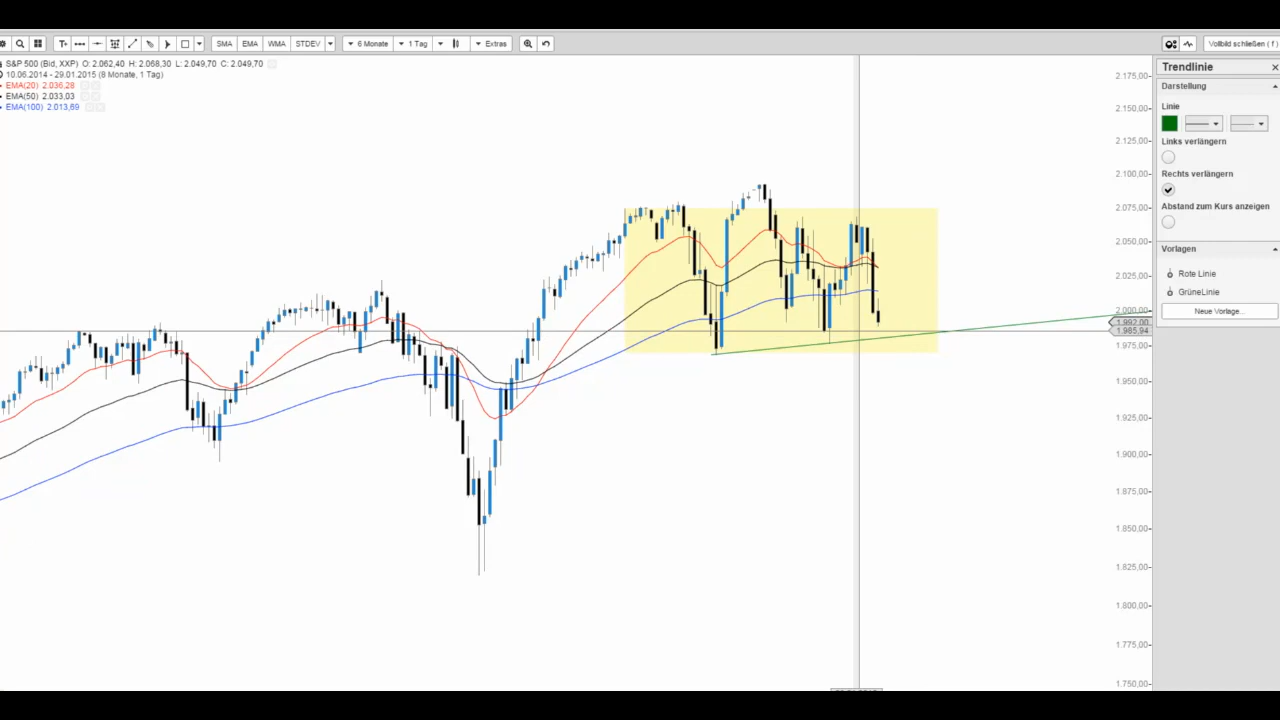 T+
SMA EMA WMA STDEV 6 Monate 1 Tag Extras Vollbild schließen ( f )
S&P 500 (Bid, XXP) O: 2.062,40 H: 2.068,30 L: 2.049,70 C: 2.049,70
10.06.2014 - 29.01.2015 (8 Monate, 1 Tag)
EMA(20) 2.036,28
EMA(50) 2.033,03
EMA(100) 2.013,69
2.175,00
2.150,00
2.125,00
2.100,00
2.075,00
2.050,00
2.025,00
2.000,00
1.992,00
1.985,94
1.975,00
1.950,00
1.925,00
1.900,00
1.875,00
1.850,00
1.825,00
1.800,00
1.775,00
1.750,00
Trendlinie
Darstellung
Linie
Links verlängern
Rechts verlängern
Abstand zum Kurs anzeigen
Vorlagen
Rote Linie
GrüneLinie
Neue Vorlage...